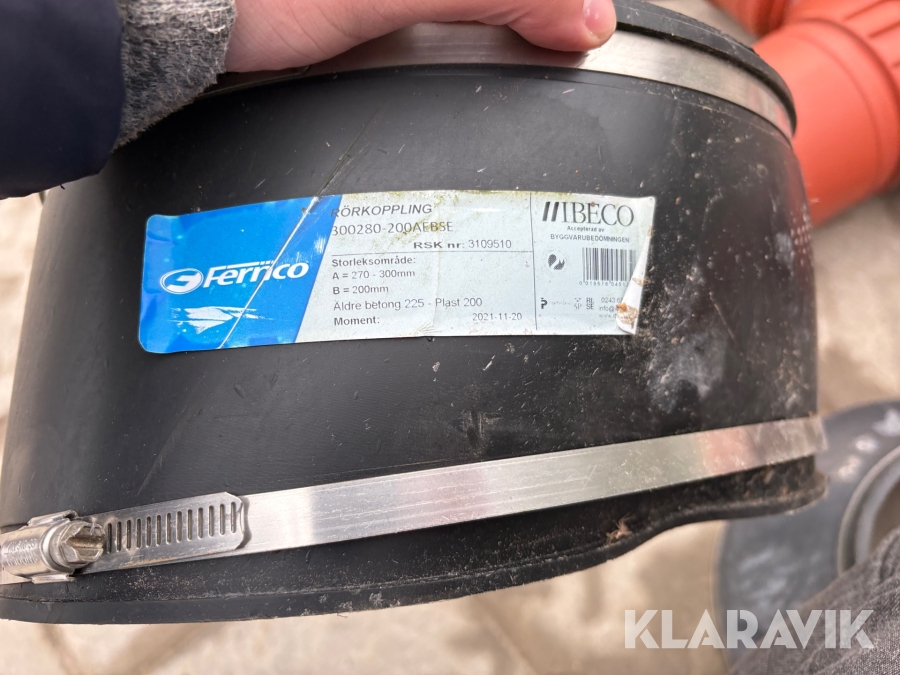 RÖRKOPPLING
300280-200AEBSE
RSK nr: 3109510
Fernco
Storleksområde:
A = 270 - 300mm
B = 200mm
Äldre betong 225 - Plast 200
Moment:
2021-11-20
IBECO
Accepterad av
BYGGVARUBEDÖMNINGEN
KLARAVIK